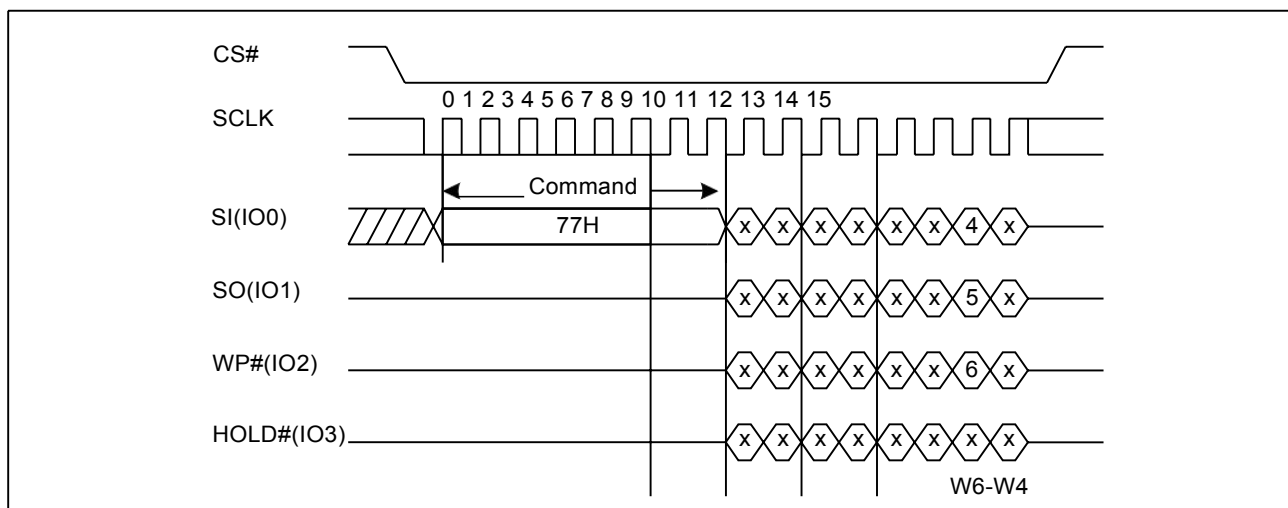 CS#
0 1 2 3 4 5 6 7 8 9 10 11 12 13 14 15
SCLK
Command
SI(IO0) 77H x x x x x x 4 x
SO(IO1) x x x x x x 5 x
WP#(IO2) x x x x x x 6 x
HOLD#(IO3) x x x x x x x x
W6-W4